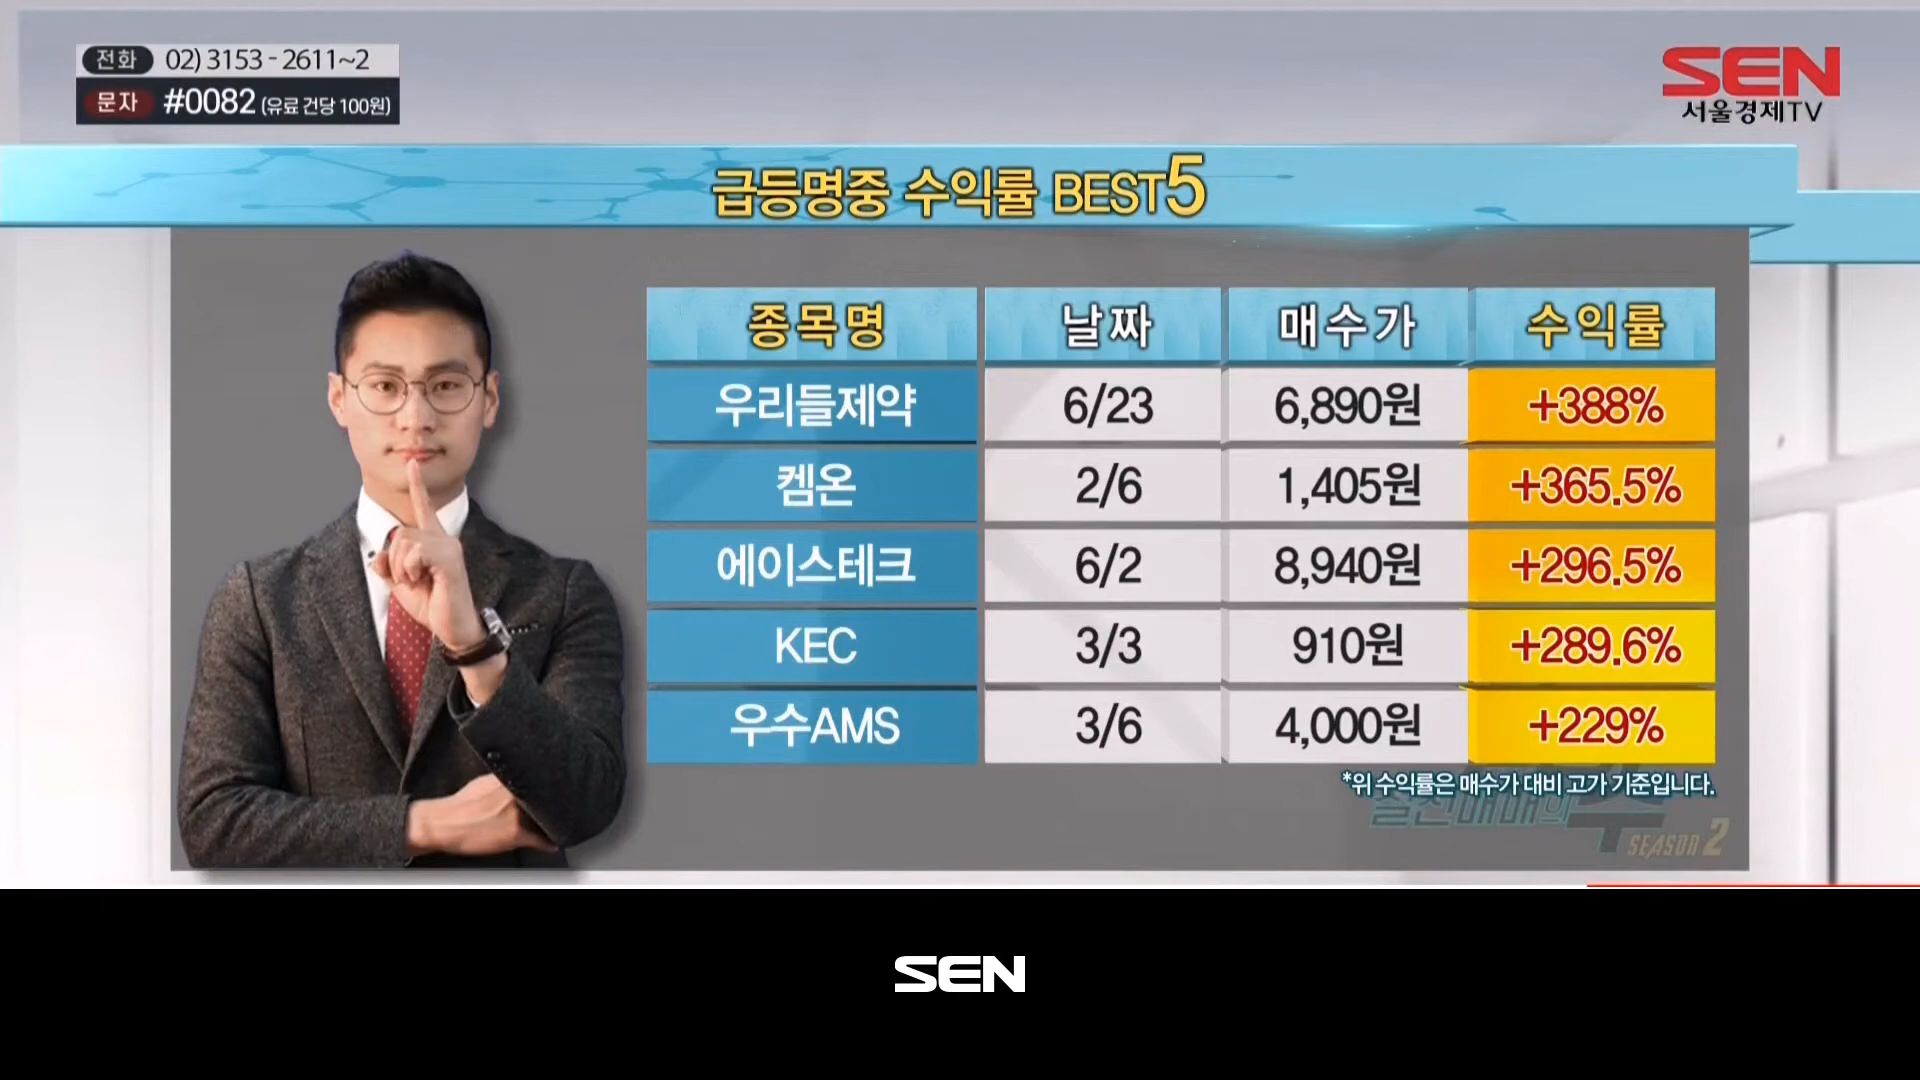 전화 02) 3153 - 2611~2
문자 #0082 (유료 건당 100원)
SEN
서울경제TV
급등명중 수익률 BEST5
종목명 날짜 매수가 수익률
우리들제약 6/23 6,890원 +388%
켐온 2/6 1,405원 +365.5%
에이스테크 6/2 8,940원 +296.5%
KEC 3/3 910원 +289.6%
우수AMS 3/6 4,000원 +229%
*위 수익률은 매수가 대비 고가 기준입니다.
실전매매의 수
SEASON 2
SEN